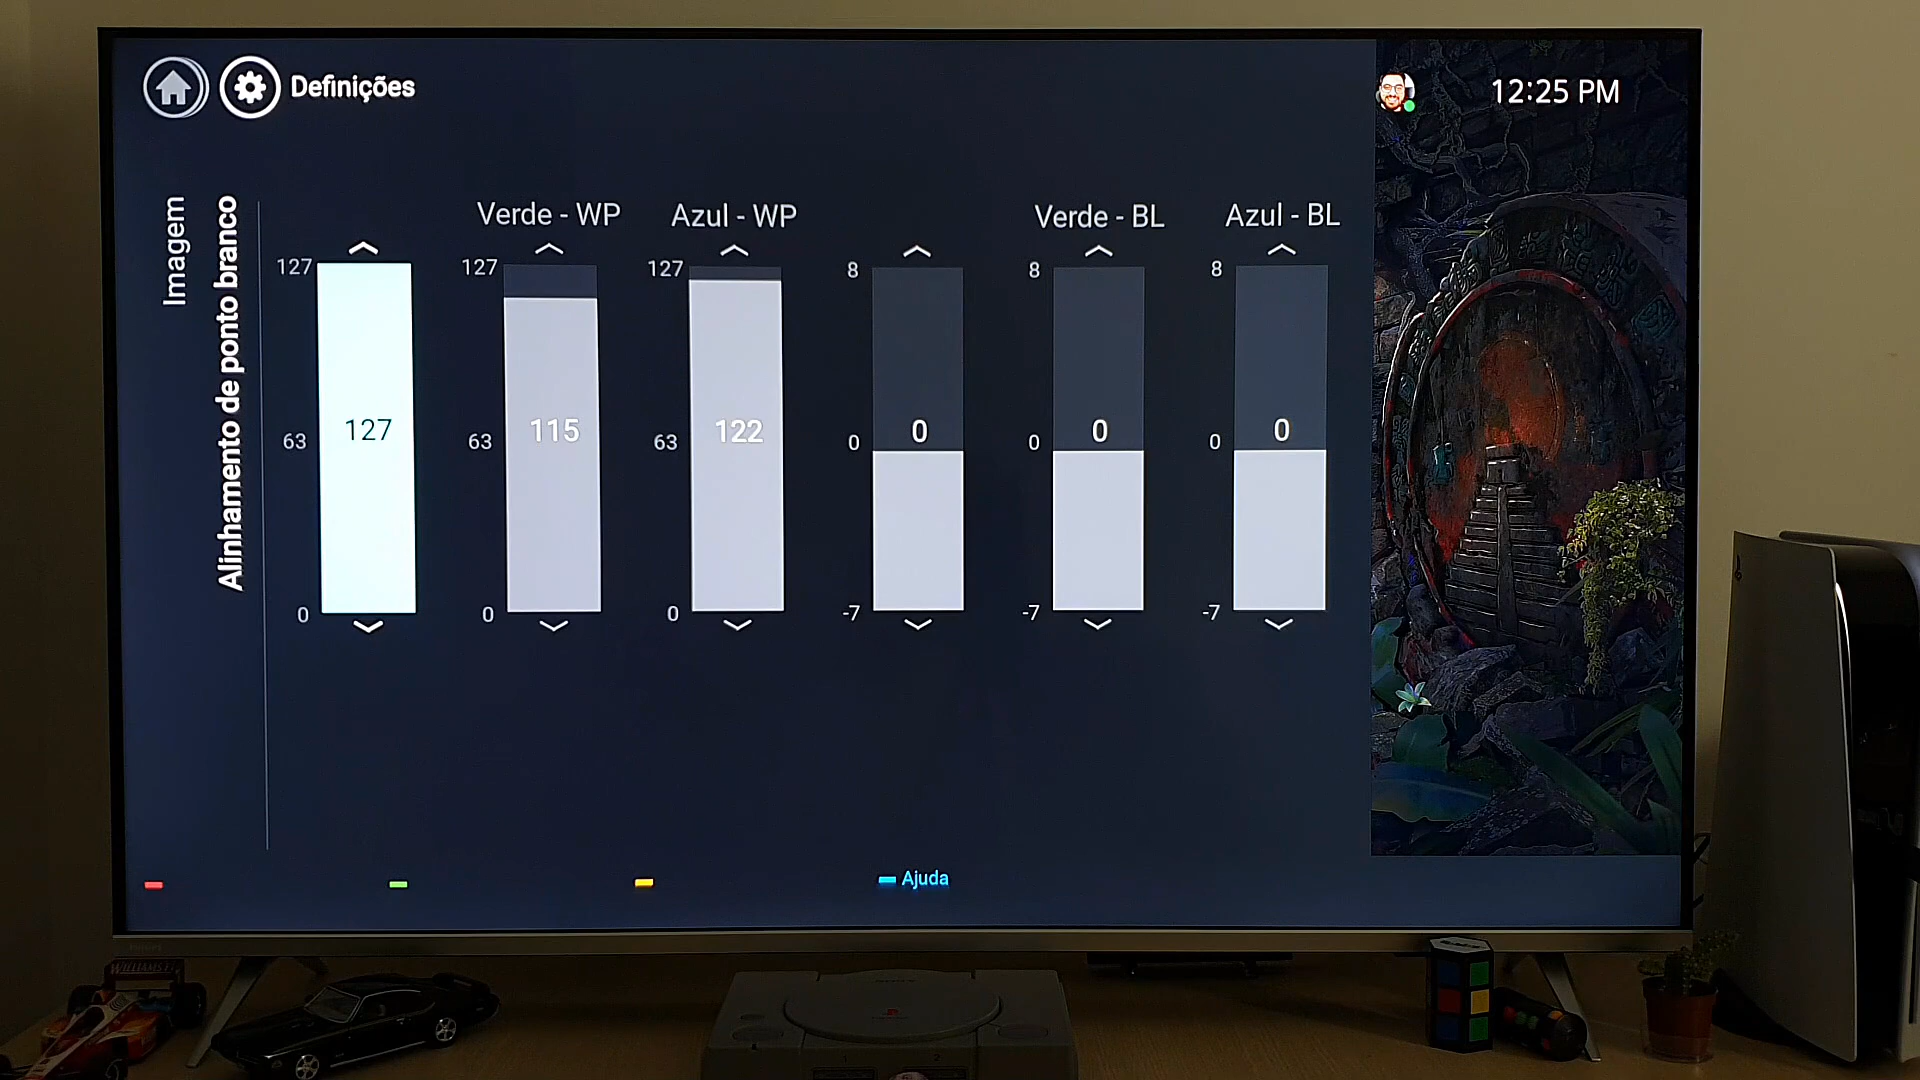 Definições
12:25 PM
Imagem
Alinhamento de ponto branco
Verde - WP
Azul - WP
Verde - BL
Azul - BL
127
127
127
8
8
8
127
115
122
0
0
0
63
63
63
0
0
0
0
0
0
-7
-7
-7
Ajuda
WILLIAMS F1